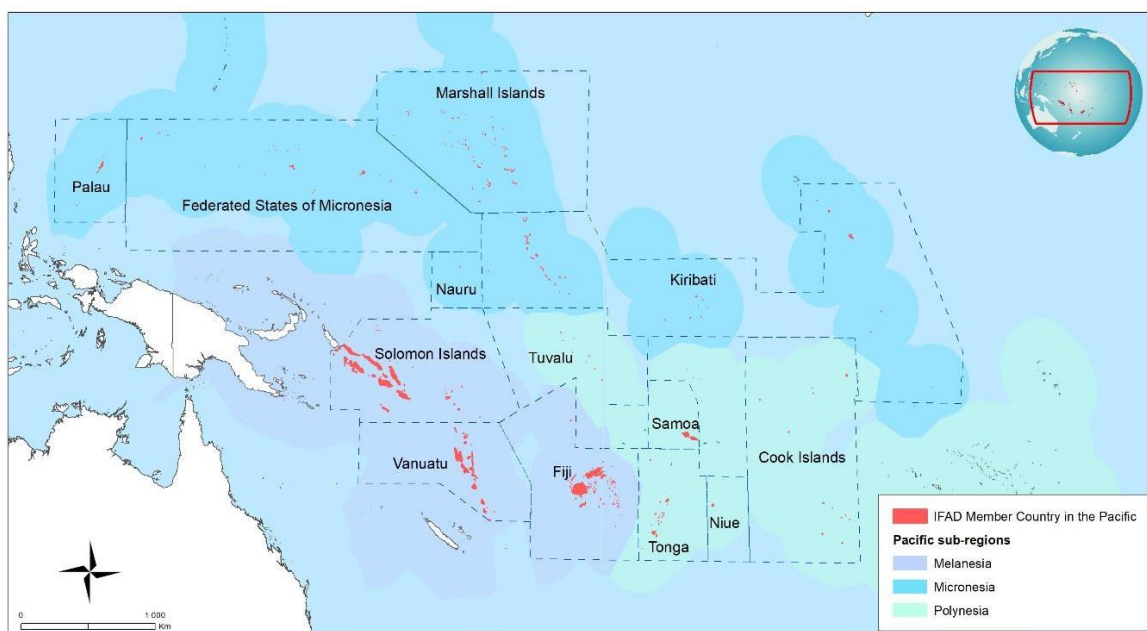 Marshall Islands
Palau
Federated States of Micronesia
Nauru
Kiribati
Solomon Islands
Tuvalu
Samoa
Vanuatu
Fiji
Cook Islands
Niue
Tonga
IFAD Member Country in the Pacific
Pacific sub-regions
Melanesia
Micronesia
Polynesia
0 1 000
Km